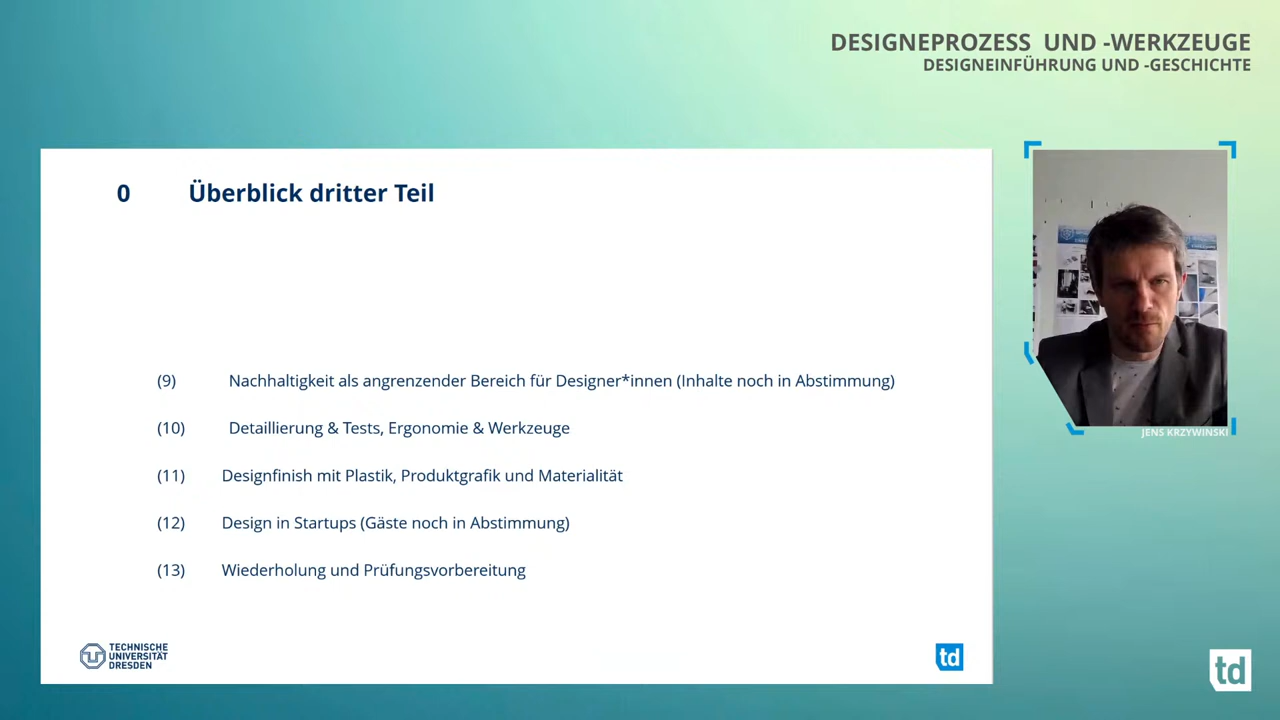 DESIGNEPROZESS UND -WERKZEUGE
DESIGNEINFÜHRUNG UND -GESCHICHTE
0 Überblick dritter Teil
(9) Nachhaltigkeit als angrenzender Bereich für Designer*innen (Inhalte noch in Abstimmung)
(10) Detaillierung & Tests, Ergonomie & Werkzeuge
(11) Designfinish mit Plastik, Produktgrafik und Materialität
(12) Design in Startups (Gäste noch in Abstimmung)
(13) Wiederholung und Prüfungsvorbereitung
JENS KRZYWINSKI
TECHNISCHE
UNIVERSITÄT
DRESDEN
td
td